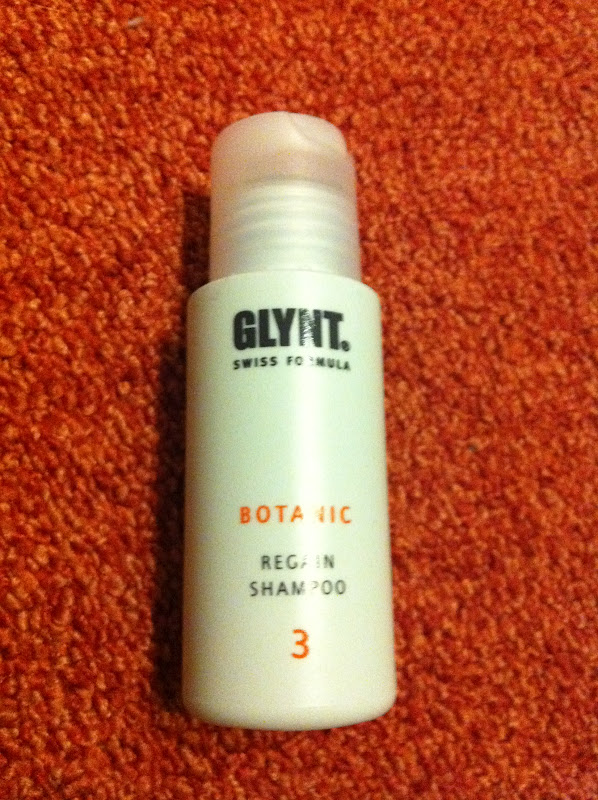 GLYNT.
SWISS FORMULA
BOTANIC
REGAIN
SHAMPOO
3